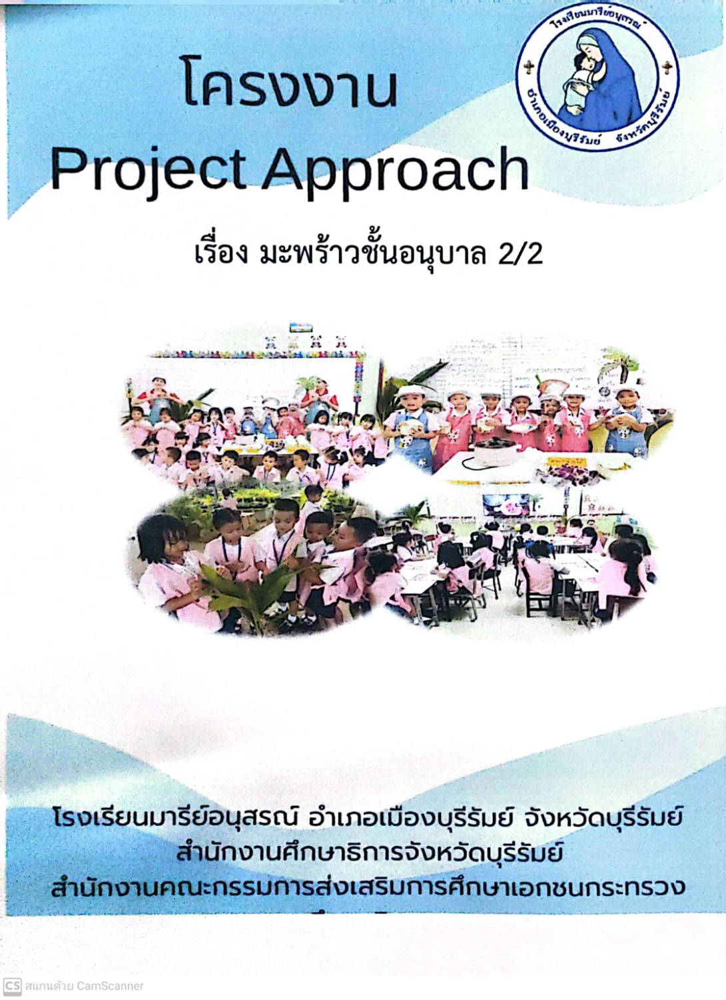 โรงเรียนมารีย์อนุสรณ์
อำเภอเมืองบุรีรัมย์ จังหวัดบุรีรัมย์
โครงงาน
Project Approach
เรื่อง มะพร้าวชั้นอนุบาล 2/2
โรงเรียนมารีย์อนุสรณ์ อำเภอเมืองบุรีรัมย์ จังหวัดบุรีรัมย์
สำนักงานศึกษาธิการจังหวัดบุรีรัมย์
สำนักงานคณะกรรมการส่งเสริมการศึกษาเอกชนกระทรวง
CS สแกนด้วย CamScanner